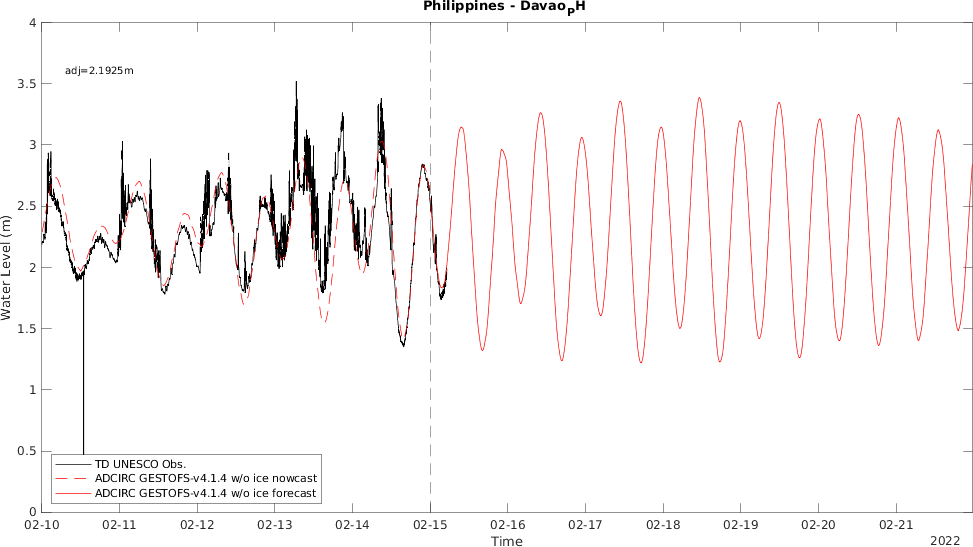 Philippines - Davao_pH
4
adj=2.1925m
3.5
3
2.5
2
1.5
1
0.5
0
Water Level (m)
TD UNESCO Obs.
ADCIRC GESTOFS-v4.1.4 w/o ice nowcast
ADCIRC GESTOFS-v4.1.4 w/o ice forecast
02-10 02-11 02-12 02-13 02-14 02-15 02-16 02-17 02-18 02-19 02-20 02-21
Time
2022